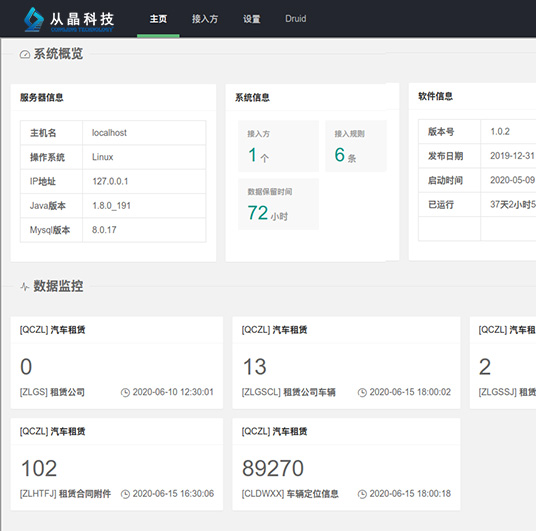 从晶科技
CONGJING TECHNOLOGY
主页 接入方 设置 Druid
系统概览
服务器信息
主机名 localhost
操作系统 Linux
IP地址 127.0.0.1
Java版本 1.8.0_191
Mysql版本 8.0.17
系统信息
接入方
1 个
接入规则
6 条
数据保留时间
72 小时
软件信息
版本号 1.0.2
发布日期 2019-12-31
启动时间 2020-05-09
已运行 37天2小时5
数据监控
[QCZL] 汽车租赁
0
[ZLGS] 租赁公司 2020-06-10 12:30:01
[QCZL] 汽车租赁
13
[ZLGSCL] 租赁公司车辆 2020-06-15 18:00:02
[QCZL] 汽车租
2
[ZLGSSJ] 租赁
[QCZL] 汽车租赁
102
[ZLHTFJ] 租赁合同附件 2020-06-15 16:30:06
[QCZL] 汽车租赁
89270
[CLDWXX] 车辆定位信息 2020-06-15 18:00:18